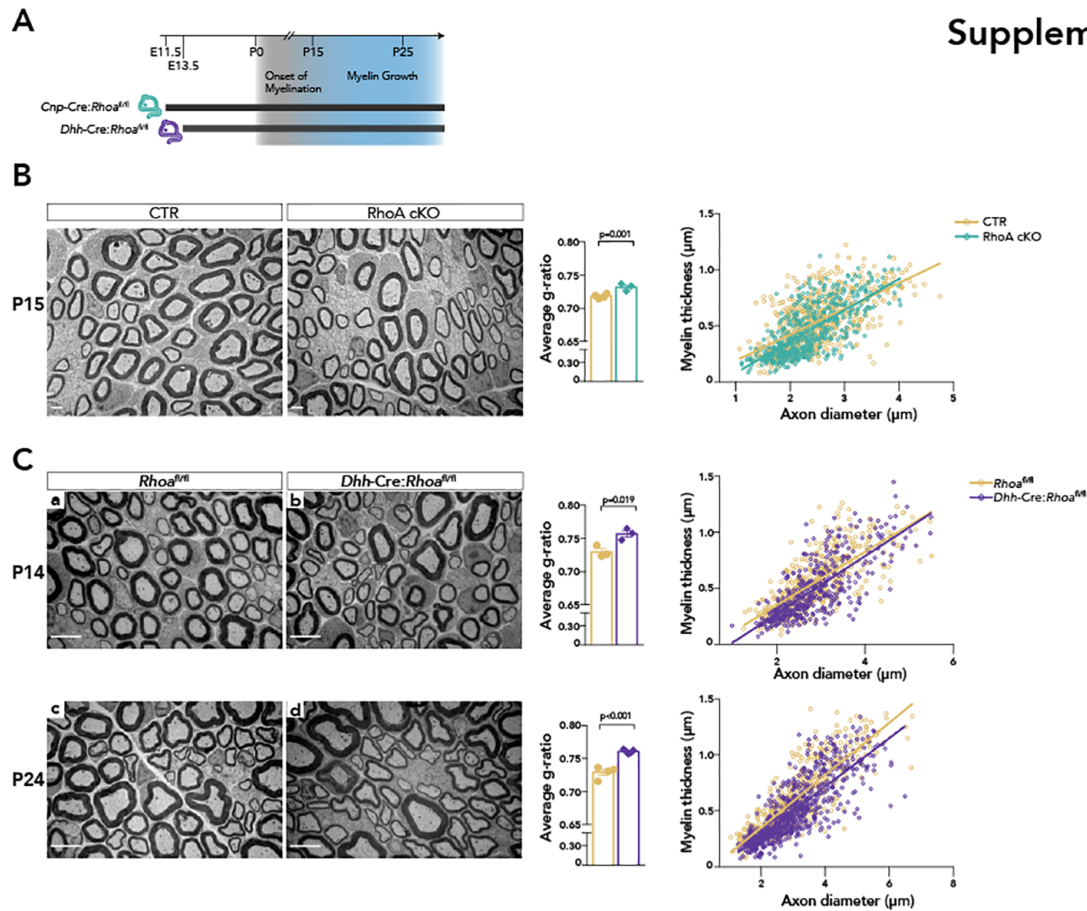 A
Supplem
E11.5
E13.5
P0
P15
P25
Onset of
Myelination
Myelin Growth
Cnp-Cre:Rhoafl/fl
Dhh-Cre:Rhoafl/fl
B
CTR
RhoA cKO
P15
Average g-ratio
0.80
0.75
0.70
0.65
0.30
0
p=0.001
Myelin thickness (µm)
1.5
1.0
0.5
0
1 2 3 4 5
Axon diameter (µm)
CTR
RhoA cKO
C
Rhoafl/fl
Dhh-Cre:Rhoafl/fl
P14
a
b
Average g-ratio
0.80
0.75
0.70
0.65
0.30
0
p=0.019
Myelin thickness (µm)
1.5
1.0
0.5
0
2 4 6
Axon diameter (µm)
Rhoafl/fl
Dhh-Cre:Rhoafl/fl
P24
c
d
Average g-ratio
0.80
0.75
0.70
0.65
0.30
0
p<0.001
Myelin thickness (µm)
1.5
1.0
0.5
0
2 4 6 8
Axon diameter (µm)